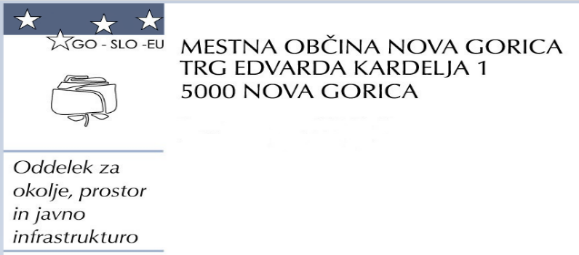 GO - SLO -EU
MESTNA OBČINA NOVA GORICA
TRG EDVARDA KARDELJA 1
5000 NOVA GORICA
Oddelek za
okolje, prostor
in javno
infrastrukturo